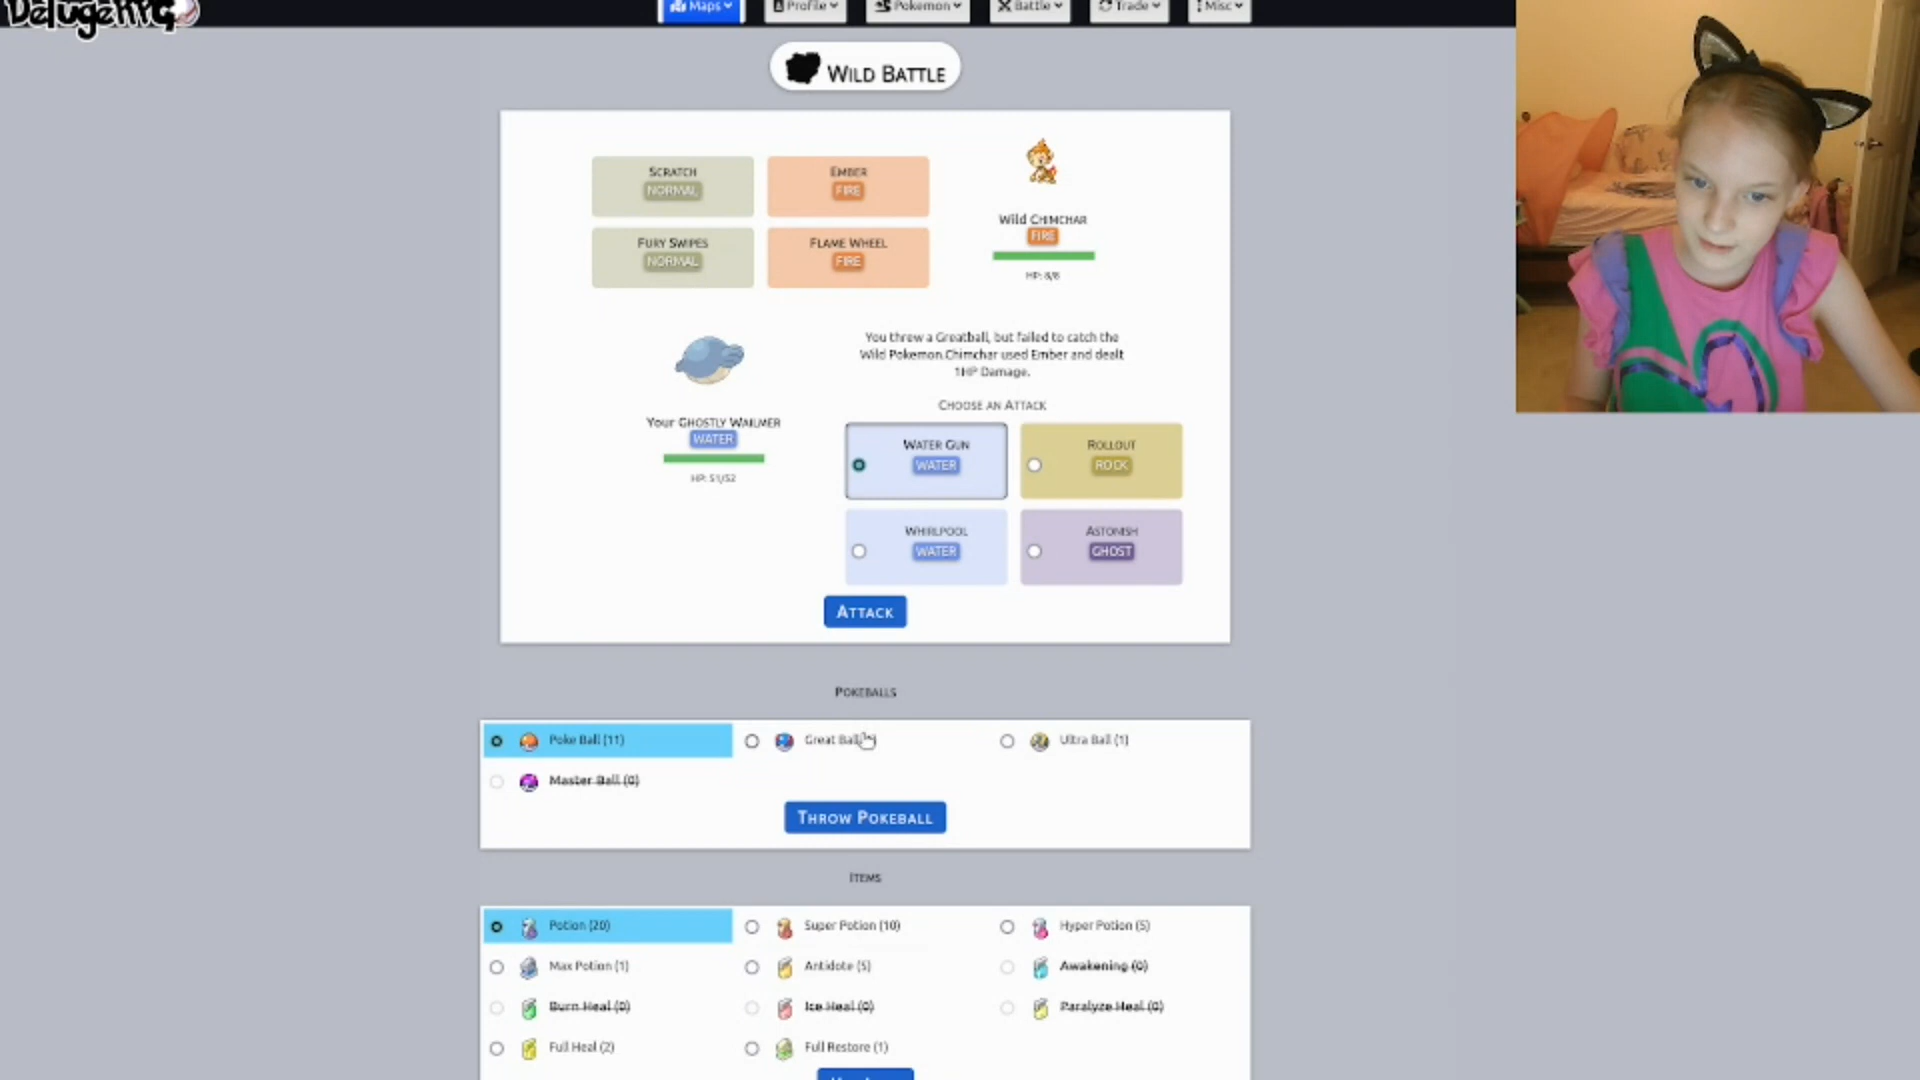 DelugeRPG
Maps
Profile
Pokemon
Battle
Trade
Misc
WILD BATTLE
SCRATCH
NORMAL
EMBER
FIRE
FURY SWIPES
NORMAL
FLAME WHEEL
FIRE
Wild CHIMCHAR
FIRE
HP: 8/8
Your GHOSTLY WAILMER
WATER
HP: 51/52
You threw a Greatball, but failed to catch the
Wild Pokemon.Chimchar used Ember and dealt
1HP Damage.
CHOOSE AN ATTACK
WATER GUN
WATER
ROLLOUT
ROCK
WHIRLPOOL
WATER
ASTONISH
GHOST
ATTACK
POKEBALLS
Poke Ball (11)
Great Ball
Ultra Ball (1)
Master Ball (0)
THROW POKEBALL
ITEMS
Potion (20)
Super Potion (10)
Hyper Potion (5)
Max Potion (1)
Antidote (5)
Awakening (0)
Burn Heal (0)
Ice Heal (0)
Paralyze Heal (0)
Full Heal (2)
Full Restore (1)